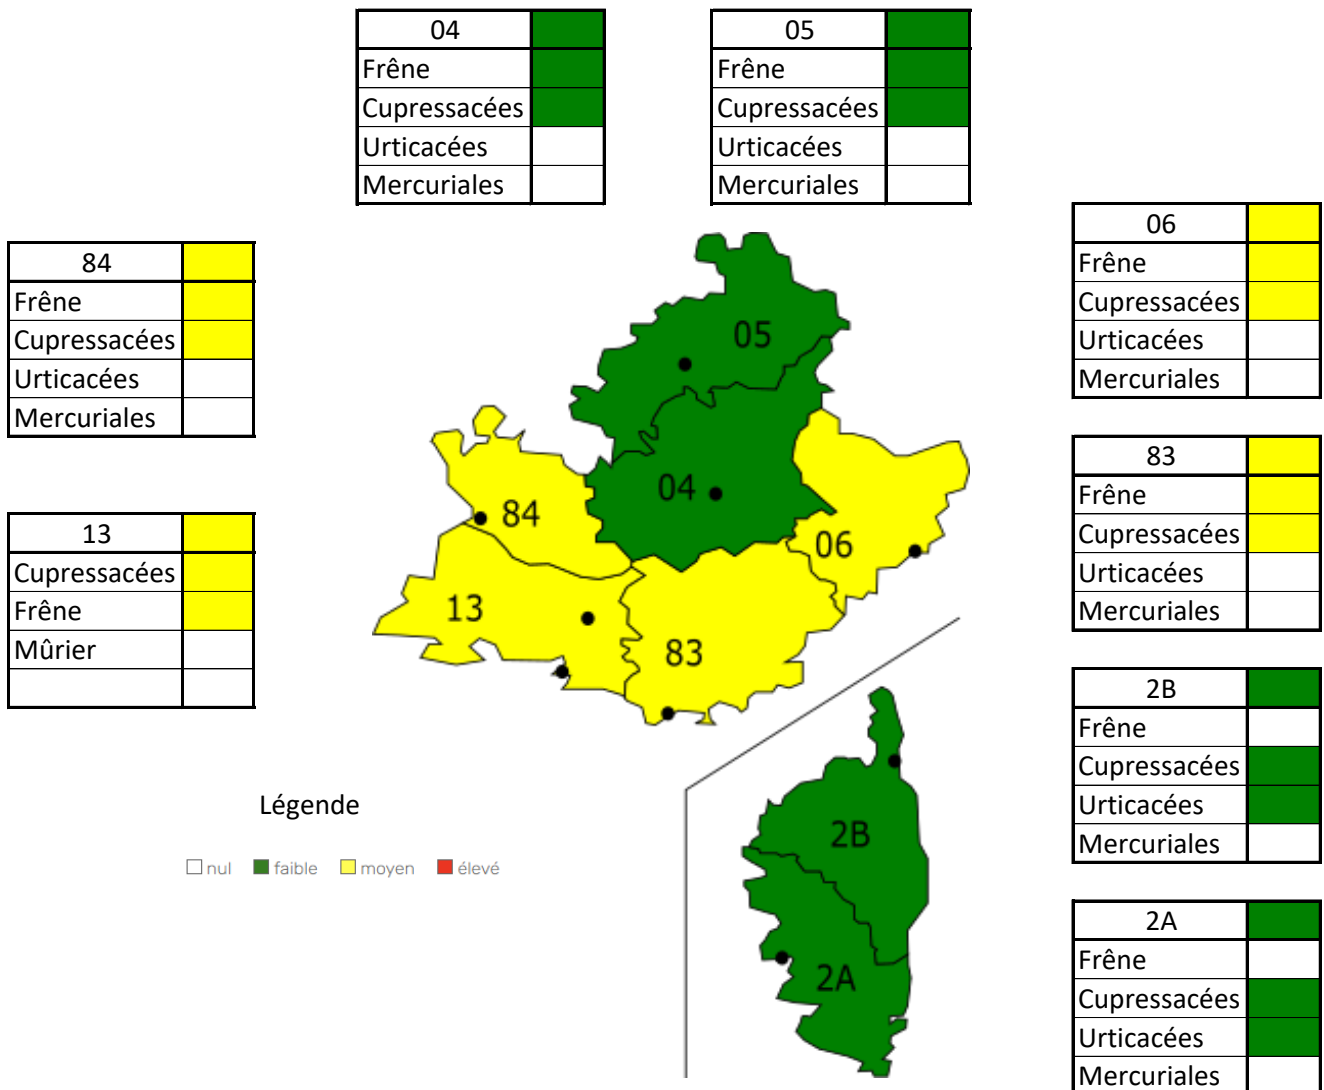 04
Frêne
Cupressacées
Urticacées
Mercuriales
05
Frêne
Cupressacées
Urticacées
Mercuriales
84
Frêne
Cupressacées
Urticacées
Mercuriales
13
Cupressacées
Frêne
Mûrier
06
Frêne
Cupressacées
Urticacées
Mercuriales
83
Frêne
Cupressacées
Urticacées
Mercuriales
2B
Frêne
Cupressacées
Urticacées
Mercuriales
2A
Frêne
Cupressacées
Urticacées
Mercuriales
05
04
84
06
13
83
2B
2A
Légende
nul faible moyen élevé